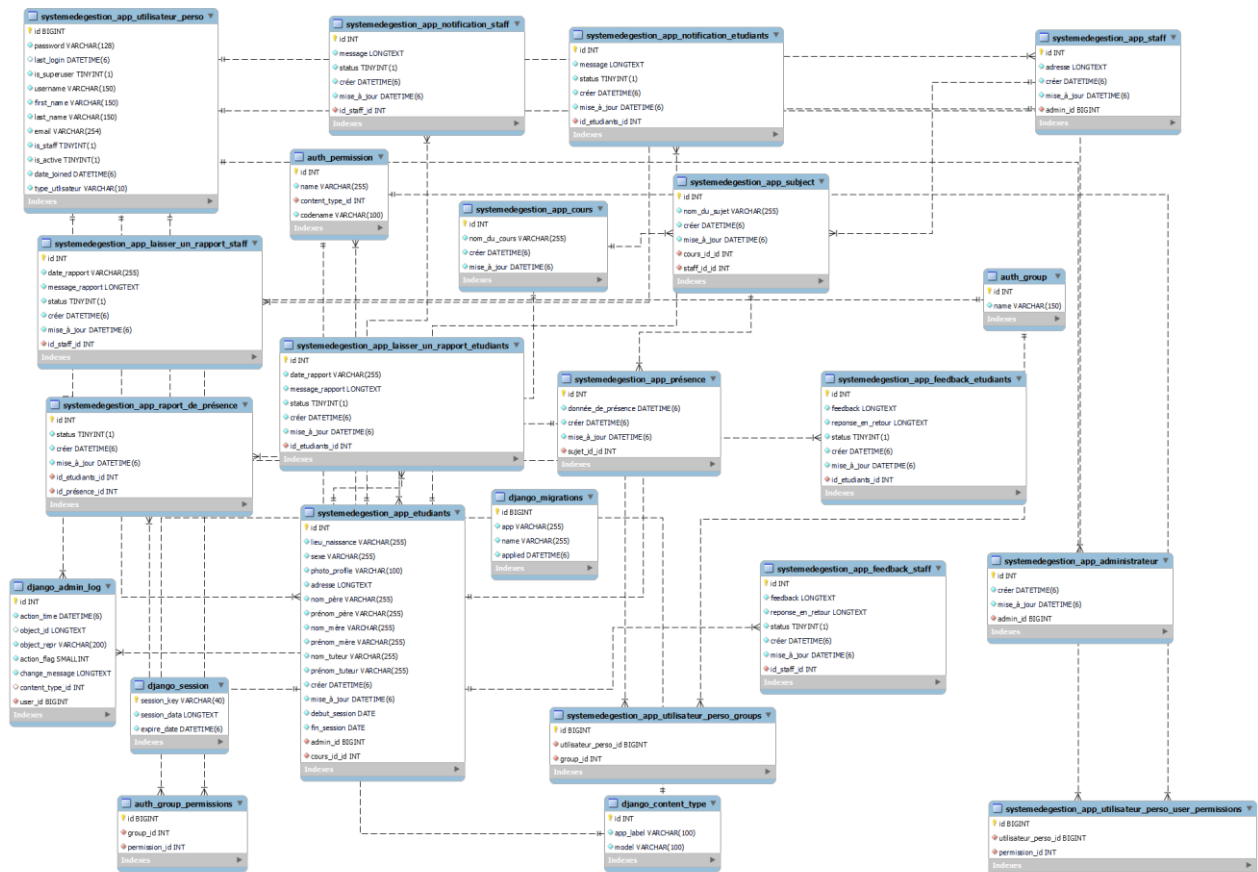 systemedegestion_app_utilisateur_perso
id BIGINT
password VARCHAR(128)
last_login DATETIME(6)
is_superuser TINYINT(1)
username VARCHAR(150)
first_name VARCHAR(150)
last_name VARCHAR(150)
email VARCHAR(254)
is_staff TINYINT(1)
is_active TINYINT(1)
date_joined DATETIME(6)
type_utlisateur VARCHAR(10)
Indexes
systemedegestion_app_notification_staff
id INT
message LONGTEXT
status TINYINT(1)
créer DATETIME(6)
mise_à_jour DATETIME(6)
id_staff_id INT
Indexes
systemedegestion_app_notification_etudiants
id INT
message LONGTEXT
status TINYINT(1)
créer DATETIME(6)
mise_à_jour DATETIME(6)
id_etudiants_id INT
Indexes
systemedegestion_app_staff
id INT
adresse LONGTEXT
créer DATETIME(6)
mise_à_jour DATETIME(6)
admin_id BIGINT
Indexes
auth_permission
id INT
name VARCHAR(255)
content_type_id INT
codename VARCHAR(100)
Indexes
systemedegestion_app_cours
id INT
nom_du_cours VARCHAR(255)
créer DATETIME(6)
mise_à_jour DATETIME(6)
Indexes
systemedegestion_app_subject
id INT
nom_du_sujet VARCHAR(255)
créer DATETIME(6)
mise_à_jour DATETIME(6)
cours_id_id INT
staff_id_id INT
Indexes
systemedegestion_app_laisser_un_rapport_staff
id INT
date_rapport VARCHAR(255)
message_rapport LONGTEXT
status TINYINT(1)
créer DATETIME(6)
mise_à_jour DATETIME(6)
id_staff_id INT
Indexes
auth_group
id INT
name VARCHAR(150)
Indexes
systemedegestion_app_laisser_un_rapport_etudiants
id INT
date_rapport VARCHAR(255)
message_rapport LONGTEXT
status TINYINT(1)
créer DATETIME(6)
mise_à_jour DATETIME(6)
id_etudiants_id INT
Indexes
systemedegestion_app_présence
id INT
donnée_de_présence DATETIME(6)
créer DATETIME(6)
mise_à_jour DATETIME(6)
sujet_id_id INT
Indexes
systemedegestion_app_feedback_etudiants
id INT
feedback LONGTEXT
reponse_en_retour LONGTEXT
status TINYINT(1)
créer DATETIME(6)
mise_à_jour DATETIME(6)
id_etudiants_id INT
Indexes
systemedegestion_app_raport_de_présence
id INT
status TINYINT(1)
créer DATETIME(6)
mise_à_jour DATETIME(6)
id_etudiants_id INT
id_présence_id INT
Indexes
django_migrations
id BIGINT
app VARCHAR(255)
name VARCHAR(255)
applied DATETIME(6)
Indexes
systemedegestion_app_etudiants
id INT
lieu_naissance VARCHAR(255)
sexe VARCHAR(255)
photo_profile VARCHAR(100)
adresse LONGTEXT
nom_père VARCHAR(255)
prénom_père VARCHAR(255)
nom_mère VARCHAR(255)
prénom_mère VARCHAR(255)
nom_tuteur VARCHAR(255)
prénom_tuteur VARCHAR(255)
créer DATETIME(6)
mise_à_jour DATETIME(6)
debut_session DATE
fin_session DATE
admin_id BIGINT
cours_id_id INT
Indexes
systemedegestion_app_feedback_staff
id INT
feedback LONGTEXT
reponse_en_retour LONGTEXT
status TINYINT(1)
créer DATETIME(6)
mise_à_jour DATETIME(6)
id_staff_id INT
Indexes
systemedegestion_app_administrateur
id INT
créer DATETIME(6)
mise_à_jour DATETIME(6)
admin_id BIGINT
Indexes
django_admin_log
id INT
action_time DATETIME(6)
object_id LONGTEXT
object_repr VARCHAR(200)
action_flag SMALLINT
change_message LONGTEXT
content_type_id INT
user_id BIGINT
Indexes
django_session
session_key VARCHAR(40)
session_data LONGTEXT
expire_date DATETIME(6)
Indexes
systemedegestion_app_utilisateur_perso_groups
id BIGINT
utilisateur_perso_id BIGINT
group_id INT
Indexes
auth_group_permissions
id BIGINT
group_id INT
permission_id INT
Indexes
django_content_type
id INT
app_label VARCHAR(100)
model VARCHAR(100)
Indexes
systemedegestion_app_utilisateur_perso_user_permissions
id BIGINT
utilisateur_perso_id BIGINT
permission_id INT
Indexes